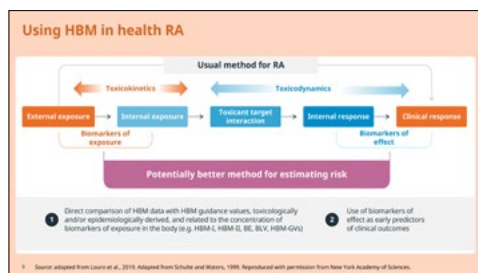 Using HBM in health RA
Usual method for RA
Toxicokinetics
Toxicodynamics
External exposure
Internal exposure
Toxicant target
interaction
Internal response
Clinical response
Biomarkers of
exposure
Biomarkers of
effect
Potentially better method for estimating risk
1
Direct comparison of HBM data with HBM guidance values, toxicologically
and/or epidemiologically derived, and related to the concentration of
biomarkers of exposure in the body (e.g. HBM-I, HBM-II, BE, BLV, HBM-GVs)
2
Use of biomarkers of
effect as early predictors
of clinical outcomes
Source: adapted from Louro et al., 2019. Adapted from Schulte and Waters, 1999. Reproduced with permission from New York Academy of Sciences.